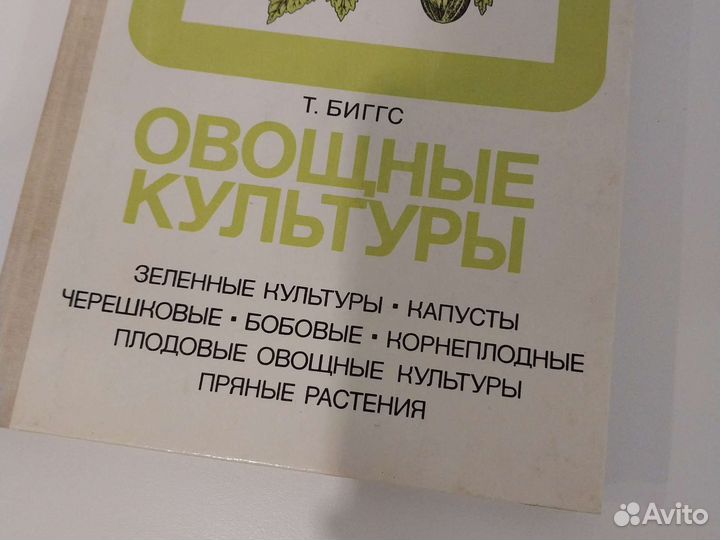 Т. БИГГС
ОВОЩНЫЕ
КУЛЬТУРЫ
ЗЕЛЕННЫЕ КУЛЬТУРЫ · КАПУСТЫ
ЧЕРЕШКОВЫЕ · БОБОВЫЕ · КОРНЕПЛОДНЫЕ
ПЛОДОВЫЕ ОВОЩНЫЕ КУЛЬТУРЫ
ПРЯНЫЕ РАСТЕНИЯ
Avito